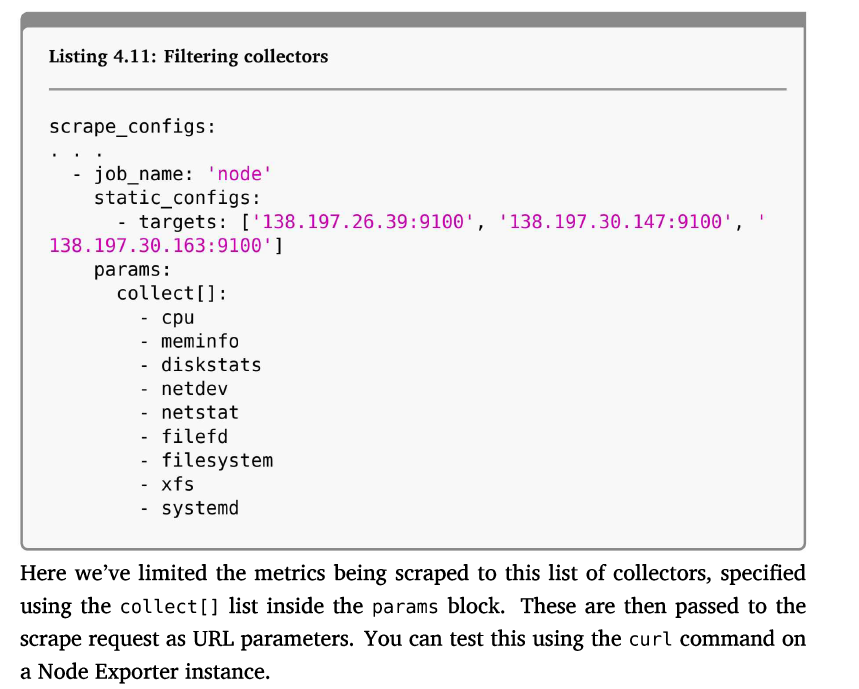 Listing 4.11: Filtering collectors
scrape_configs:
. . .
  - job_name: 'node'
    static_configs:
      - targets: ['138.197.26.39:9100', '138.197.30.147:9100', '
138.197.30.163:9100']
    params:
      collect[]:
        - cpu
        - meminfo
        - diskstats
        - netdev
        - netstat
        - filefd
        - filesystem
        - xfs
        - systemd
Here we’ve limited the metrics being scraped to this list of collectors, specified
using the collect[] list inside the params block. These are then passed to the
scrape request as URL parameters. You can test this using the curl command on
a Node Exporter instance.